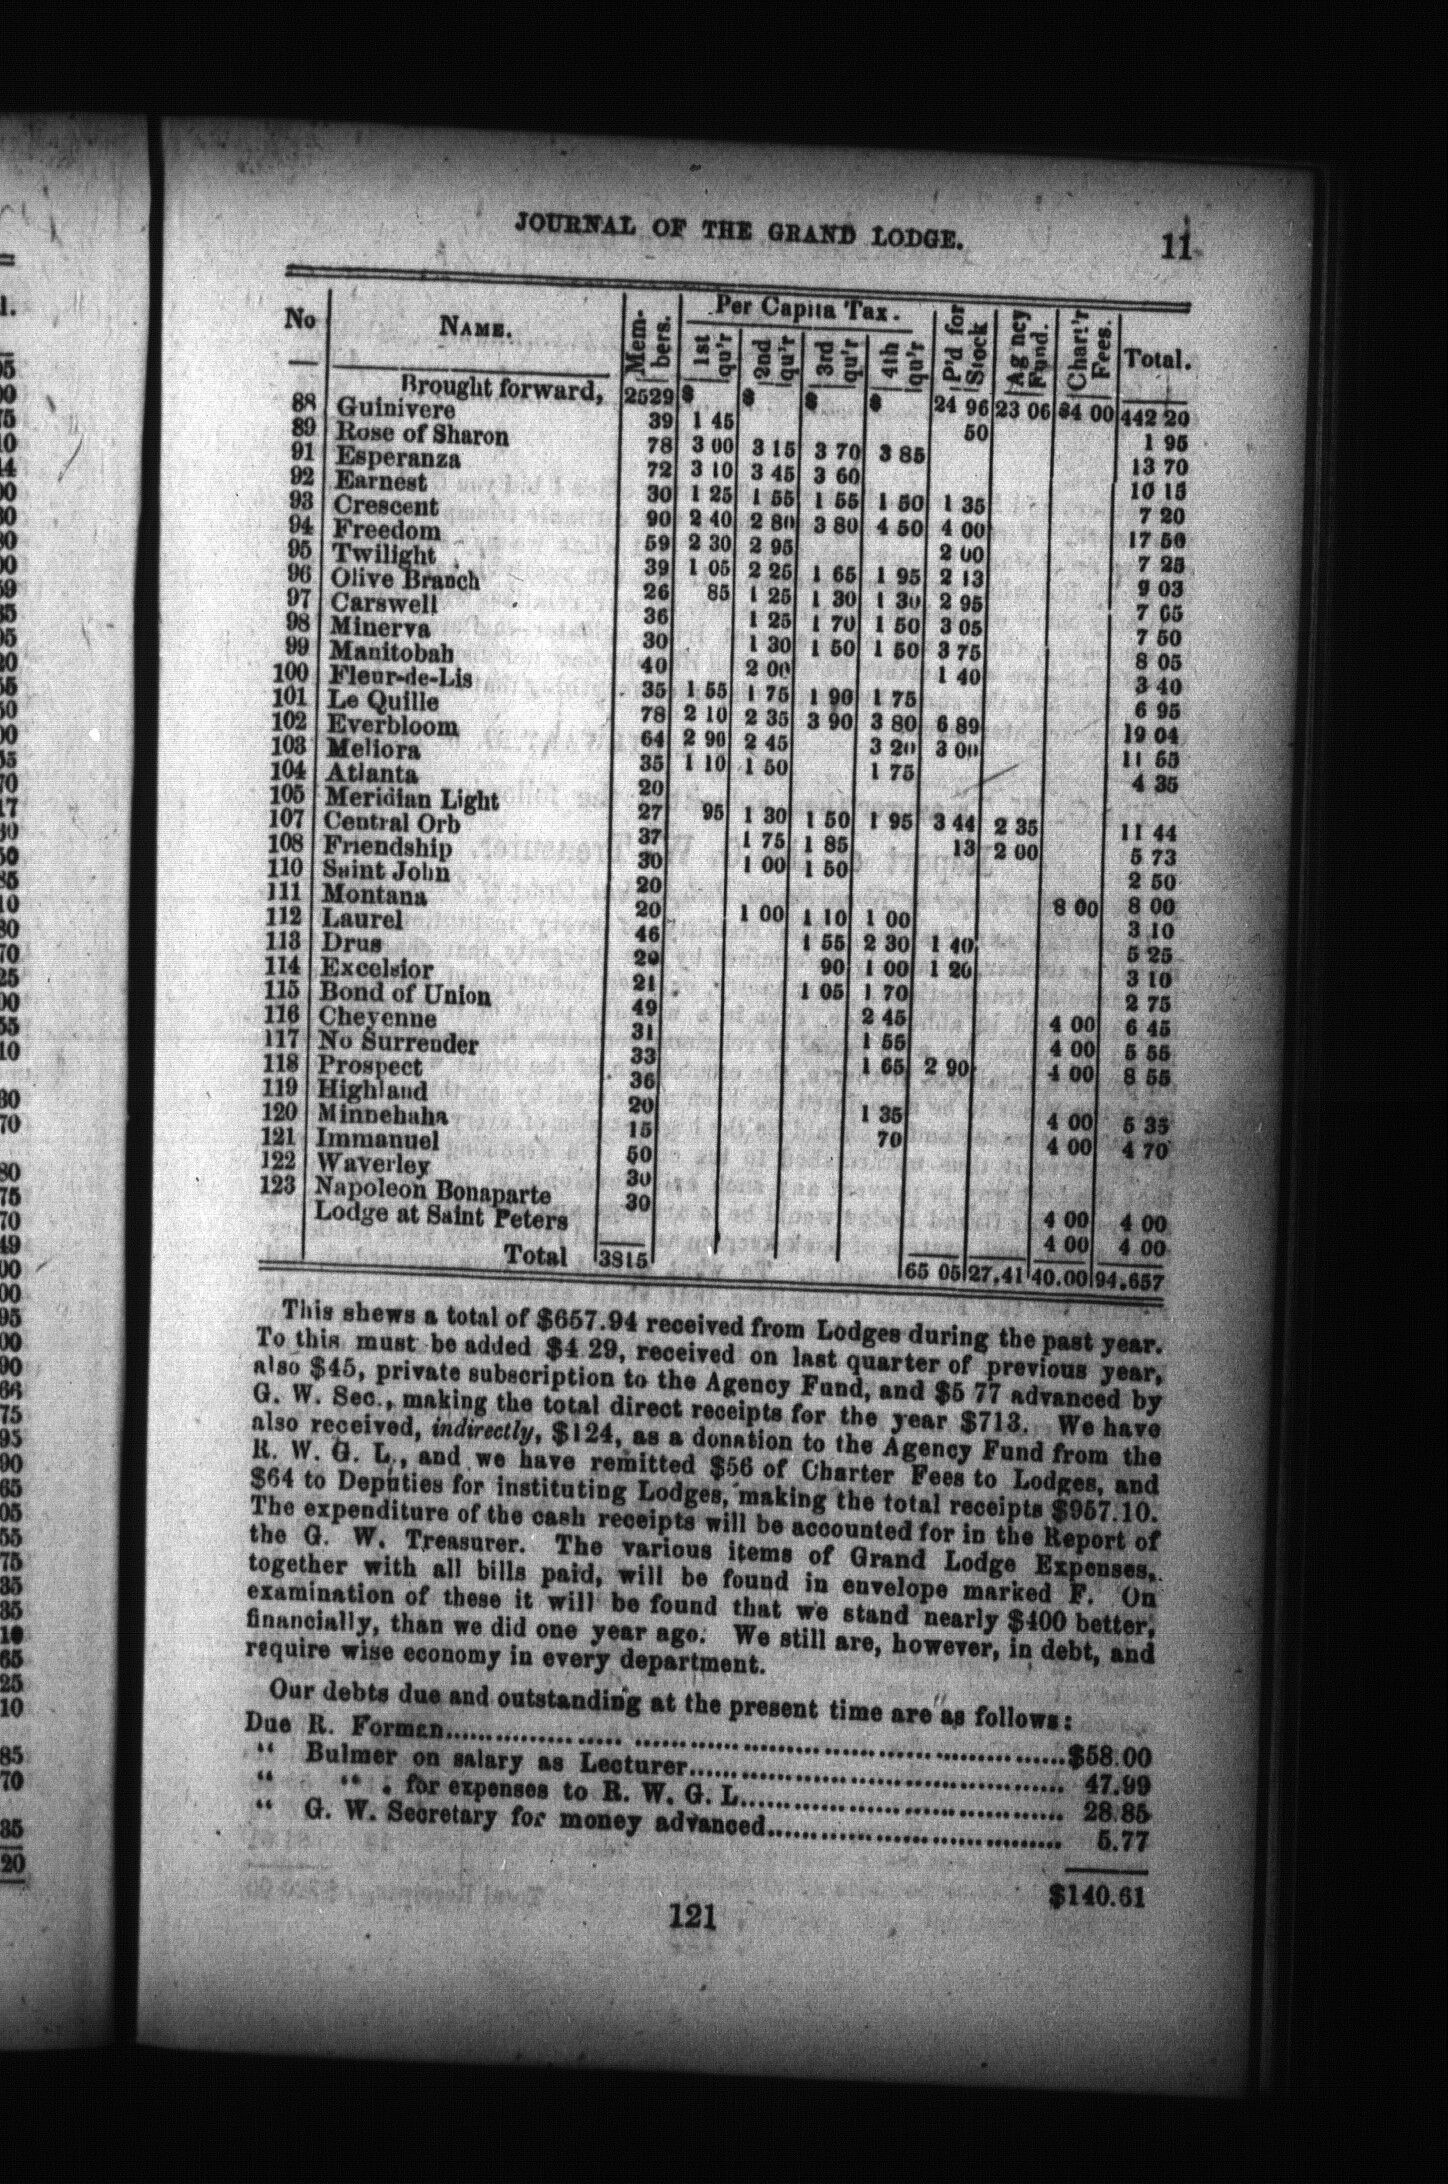 JOURNAL OF THE GRAND LODGE. 11
No NAME. Members. Per Capita Tax. 1st qu'r 2nd qu'r 3rd qu'r 4th qu'r P'd for Stock Ag ncy Fund. Chart'r Fees. Total.
Brought forward, 2529 $ $ $ $ 24 96 23 06 $4 00 442 20
88 Guinivere 39 1 45 50 1 95
89 Rose of Sharon 78 3 00 3 15 3 70 3 85 13 70
91 Esperanza 72 3 10 3 45 3 60 10 15
92 Earnest 30 1 25 1 55 1 55 1 50 1 35 7 20
93 Crescent 90 2 40 2 80 3 80 4 50 4 00 17 50
94 Freedom 59 2 30 2 95 2 00 7 25
95 Twilight 39 1 05 2 25 1 65 1 95 2 13 9 03
96 Olive Branch 26 85 1 25 1 30 1 30 2 95 7 65
97 Carswell 36 1 25 1 70 1 50 3 05 7 50
98 Minerva 30 1 30 1 50 1 50 3 75 8 05
99 Manitobah 40 2 00 1 40 3 40
100 Fleur-de-Lis 35 1 55 1 75 1 90 1 75 6 95
101 Le Quille 78 2 10 2 35 3 90 3 80 6 89 19 04
102 Everbloom 64 2 90 2 45 3 20 3 00 11 55
103 Meliora 35 1 10 1 50 1 75 4 35
104 Atlanta 20
105 Meridian Light 27 95 1 30 1 50 1 95 3 44 2 35 11 44
107 Central Orb 37 1 75 1 85 13 2 00 5 73
108 Friendship 30 1 00 1 50 2 50
110 Saint John 20 8 00 8 00
111 Montana 20 1 00 1 10 1 00 3 10
112 Laurel 46 1 55 2 30 1 40 5 25
113 Drus 20 90 1 00 1 20 3 10
114 Excelsior 21 1 05 1 70 2 75
115 Bond of Union 49 2 45 4 00 6 45
116 Cheyenne 31 1 55 4 00 5 55
117 No Surrender 33 1 65 2 90 4 00 8 55
118 Prospect 36
119 Highland 20 1 35 4 00 5 35
120 Minnehaha 15 70 4 00 4 70
121 Immanuel 50
122 Waverley 30
123 Napoleon Bonaparte 30 4 00 4 00
Lodge at Saint Peters 4 00 4 00
Total 3815 65 05 27.41 40.00 94.657
This shews a total of $657.94 received from Lodges during the past year.
To this must be added $4 29, received on last quarter of previous year,
also $45, private subscription to the Agency Fund, and $5 77 advanced by
G. W. Sec., making the total direct receipts for the year $713. We have
also received, indirectly, $124, as a donation to the Agency Fund from the
R. W. G. L., and we have remitted $56 of Charter Fees to Lodges, and
$64 to Deputies for instituting Lodges, making the total receipts $957.10.
The expenditure of the cash receipts will be accounted for in the Report of
the G. W. Treasurer. The various items of Grand Lodge Expenses,
together with all bills paid, will be found in envelope marked F. On
examination of these it will be found that we stand nearly $400 better,
financially, than we did one year ago. We still are, however, in debt, and
require wise economy in every department.
Our debts due and outstanding at the present time are as follows:
Due R. Forman........ $58.00
" Bulmer on salary as Lecturer........ 47.99
" " for expenses to R. W. G. L........ 28.85
" G. W. Secretary for money advanced........ 5.77
$140.61
121